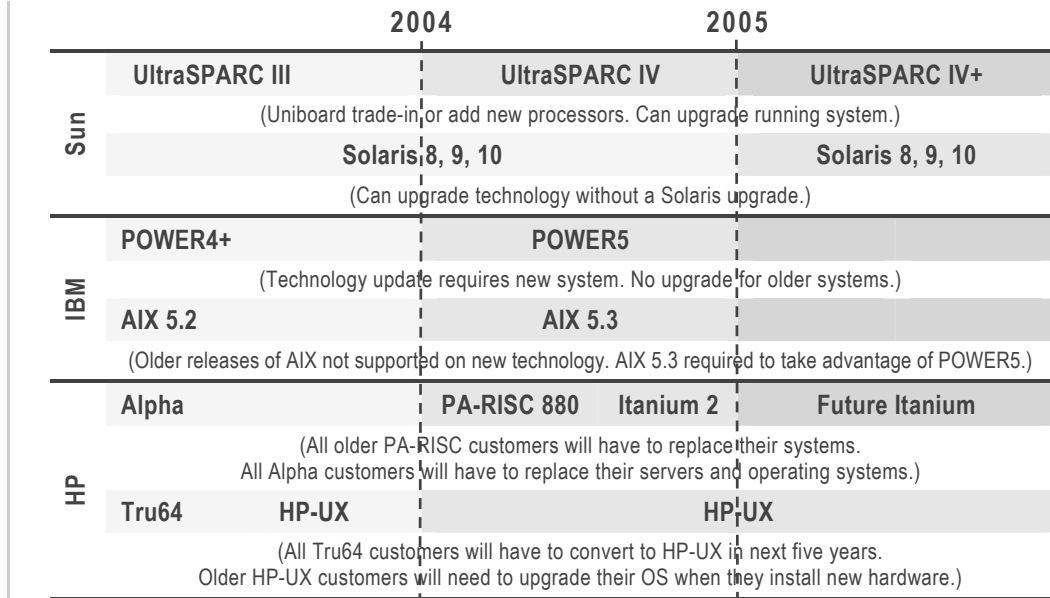 2004 2005
Sun
UltraSPARC III UltraSPARC IV UltraSPARC IV+
(Uniboard trade-in or add new processors. Can upgrade running system.)
Solaris 8, 9, 10 Solaris 8, 9, 10
(Can upgrade technology without a Solaris upgrade.)
IBM
POWER4+ POWER5
(Technology update requires new system. No upgrade for older systems.)
AIX 5.2 AIX 5.3
(Older releases of AIX not supported on new technology. AIX 5.3 required to take advantage of POWER5.)
HP
Alpha PA-RISC 880 Itanium 2 Future Itanium
(All older PA-RISC customers will have to replace their systems.
All Alpha customers will have to replace their servers and operating systems.)
Tru64 HP-UX HP-UX
(All Tru64 customers will have to convert to HP-UX in next five years.
Older HP-UX customers will need to upgrade their OS when they install new hardware.)